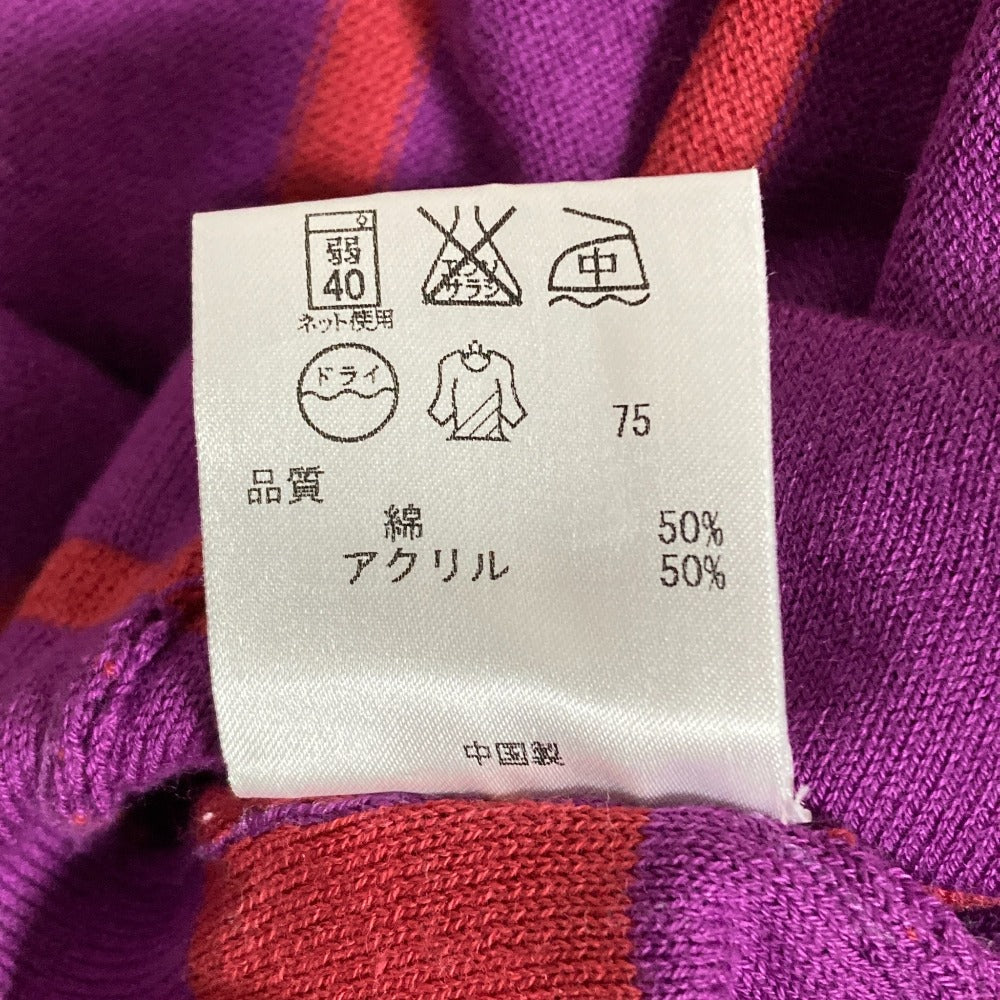 弱
40
ネット使用
エンソ
サラシ
中
ドライ
75
品質
綿 50%
アクリル 50%
中国製